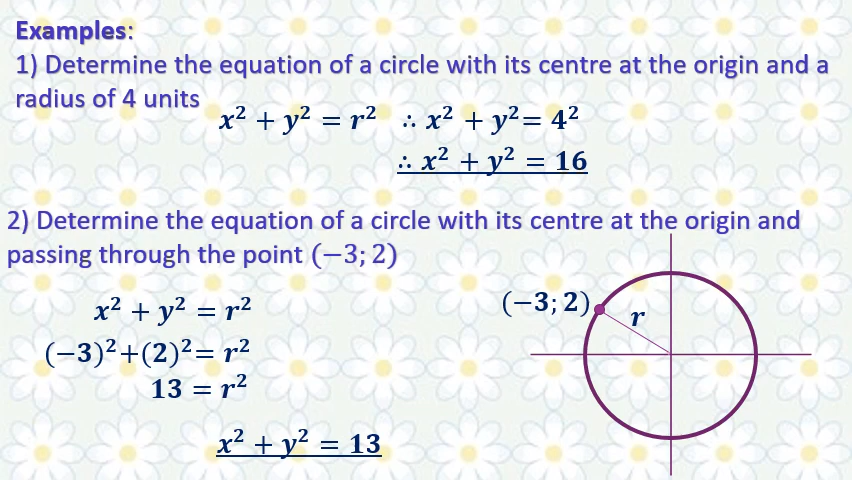 Examples:
1) Determine the equation of a circle with its centre at the origin and a
radius of 4 units
x² + y² = r² ∴ x² + y² = 4²
∴ x² + y² = 16
2) Determine the equation of a circle with its centre at the origin and
passing through the point (−3; 2)
x² + y² = r²
(−3)² + (2)² = r²
13 = r²
x² + y² = 13
(−3; 2)
r